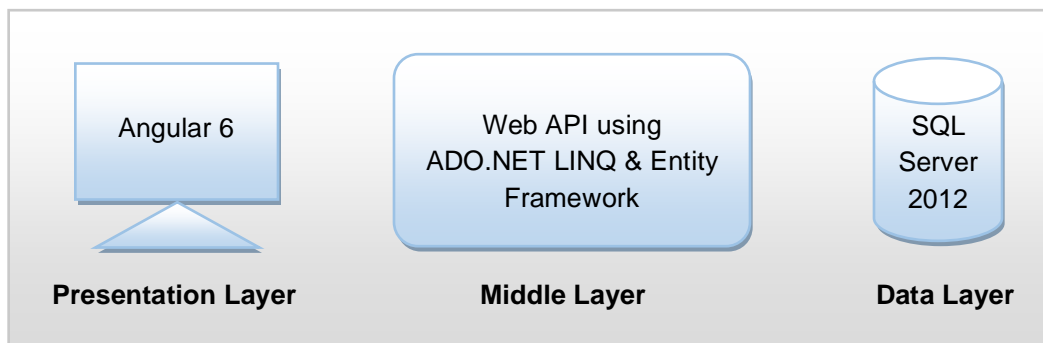 Angular 6
Web API using
ADO.NET LINQ & Entity
Framework
SQL
Server
2012
Presentation Layer
Middle Layer
Data Layer